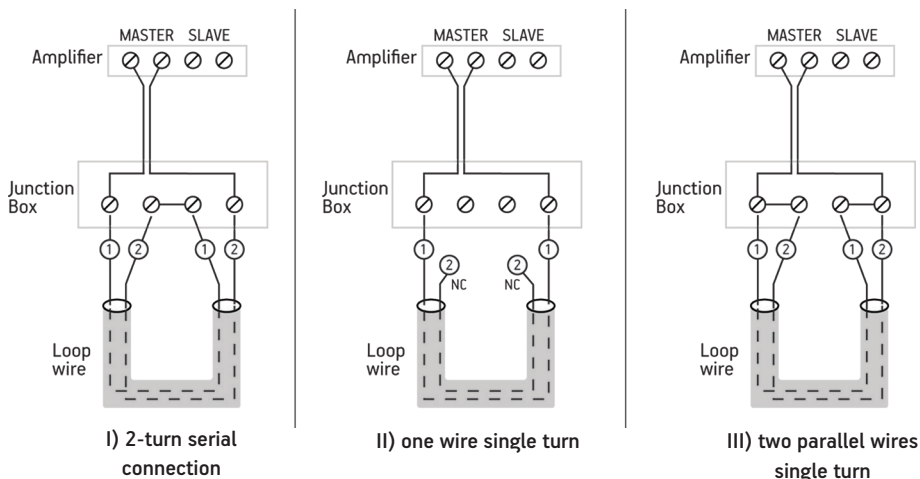 MASTER SLAVE
Amplifier
Junction
Box
1 2 1 2
Loop
wire
I) 2-turn serial
connection
MASTER SLAVE
Amplifier
Junction
Box
1 1
2 2
NC NC
Loop
wire
II) one wire single turn
MASTER SLAVE
Amplifier
Junction
Box
1 2 1 2
Loop
wire
III) two parallel wires
single turn